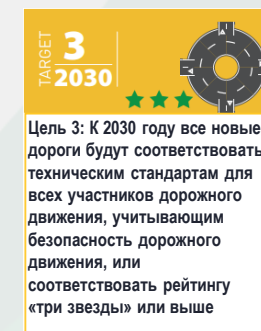 TARGET
3
2030
Цель 3: К 2030 году все новые
дороги будут соответствовать
техническим стандартам для
всех участников дорожного
движения, учитывающим
безопасность дорожного
движения, или
соответствовать рейтингу
«три звезды» или выше